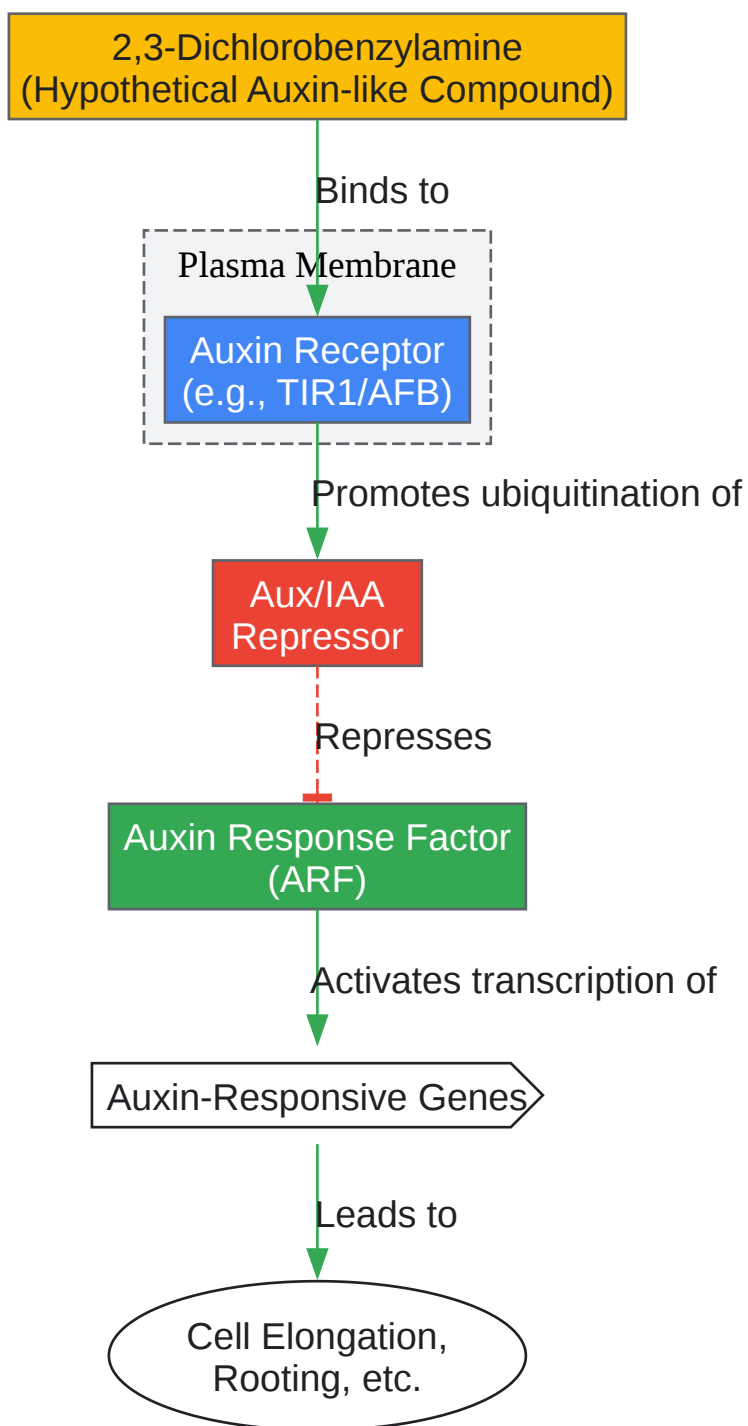 2,3-Dichlorobenzylamine
(Hypothetical Auxin-like Compound)
Binds to
Plasma Membrane
Auxin Receptor
(e.g., TIR1/AFB)
Promotes ubiquitination of
Aux/IAA
Repressor
Represses
Auxin Response Factor
(ARF)
Activates transcription of
Auxin-Responsive Genes
Leads to
Cell Elongation,
Rooting, etc.